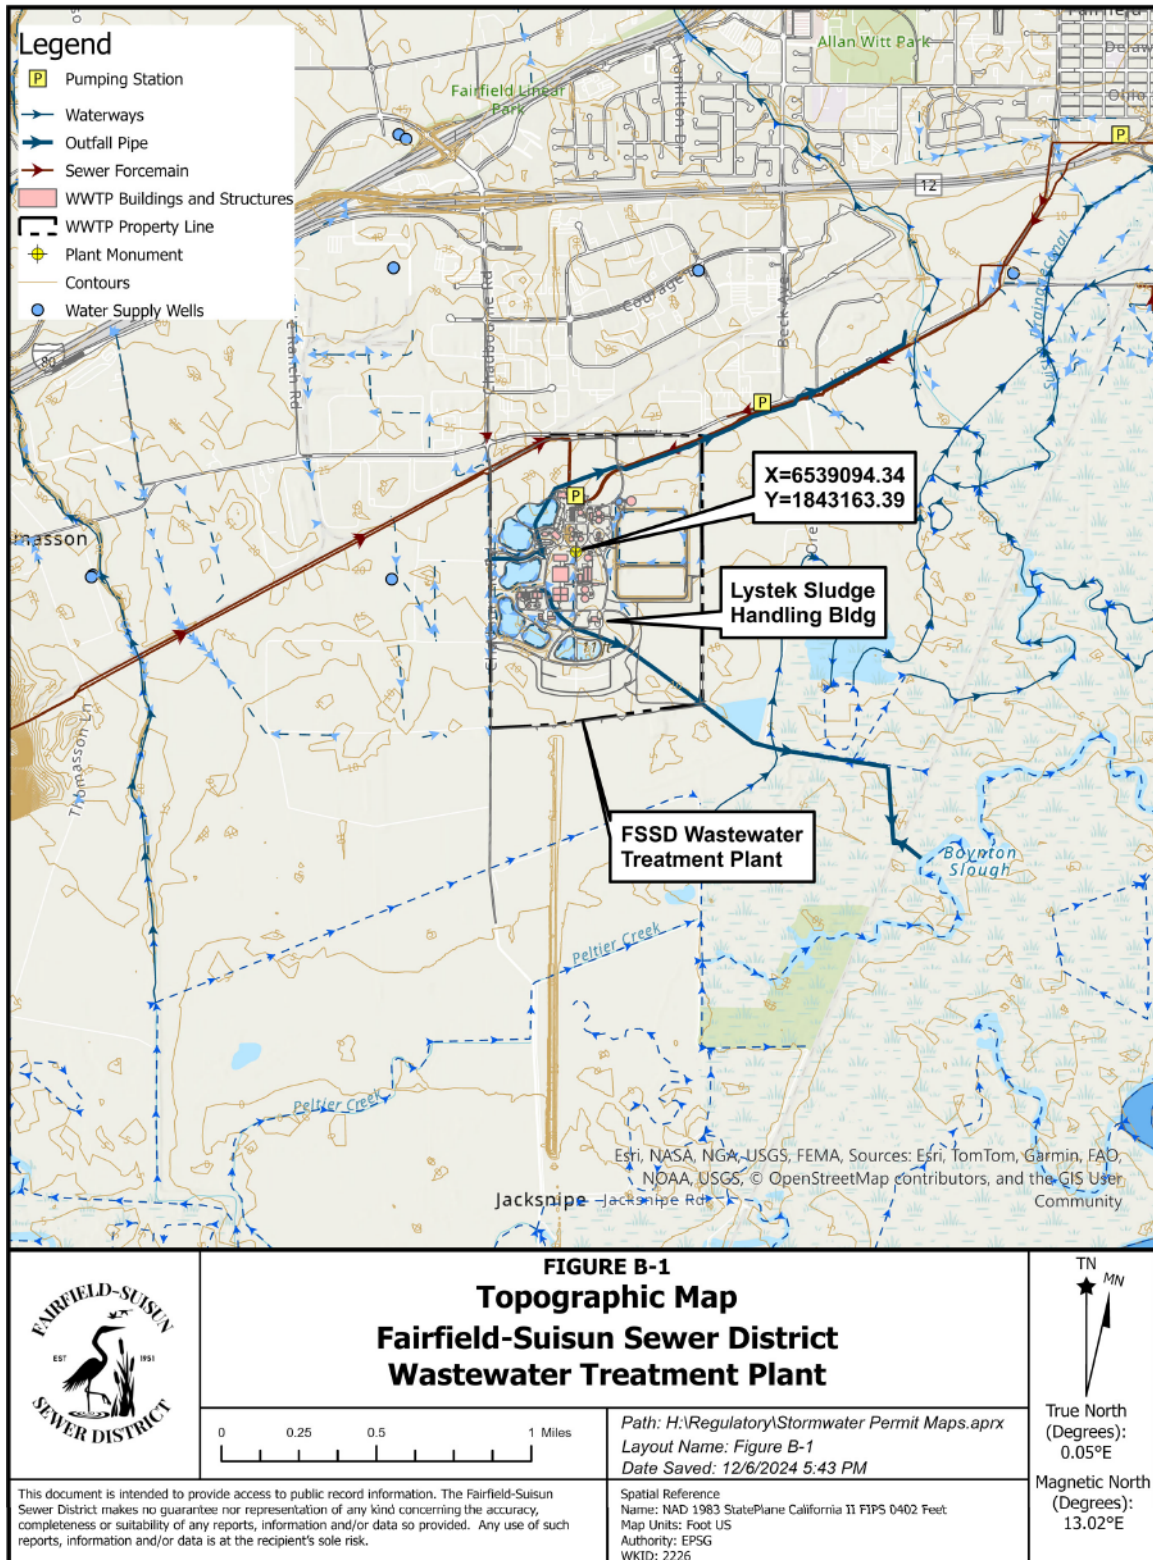 Legend
P Pumping Station
Waterways
Outfall Pipe
Sewer Forcemain
WWTP Buildings and Structures
WWTP Property Line
Plant Monument
Contours
Water Supply Wells
Allan Witt Park
Fairfield Linear
Park
Ohio
P
12
80
Courage
Chadbourne Rd
Beck Ave
Ranch Rd
P
P
X=6539094.34
Y=1843163.39
masson
Lystek Sludge
Handling Bldg
11 ft
Thomasson Ln
FSSD Wastewater
Treatment Plant
Boynton
Slough
Peltier Creek
Peltier Creek
Esri, NASA, NGA, USGS, FEMA, Sources: Esri, TomTom, Garmin, FAO,
NOAA, USGS, © OpenStreetMap contributors, and the GIS User
Community
Jacksnipe Jacksnipe Rd
FIGURE B-1
Topographic Map
Fairfield-Suisun Sewer District
Wastewater Treatment Plant
FAIRFIELD-SUISUN
EST 1951
SEWER DISTRICT
0 0.25 0.5 1 Miles
Path: H:\Regulatory\Stormwater Permit Maps.aprx
Layout Name: Figure B-1
Date Saved: 12/6/2024 5:43 PM
TN
MN
True North
(Degrees):
0.05°E
Magnetic North
(Degrees):
13.02°E
This document is intended to provide access to public record information. The Fairfield-Suisun
Sewer District makes no guarantee nor representation of any kind concerning the accuracy,
completeness or suitability of any reports, information and/or data so provided. Any use of such
reports, information and/or data is at the recipient's sole risk.
Spatial Reference
Name: NAD 1983 StatePlane California II FIPS 0402 Feet
Map Units: Foot US
Authority: EPSG
WKID: 2226